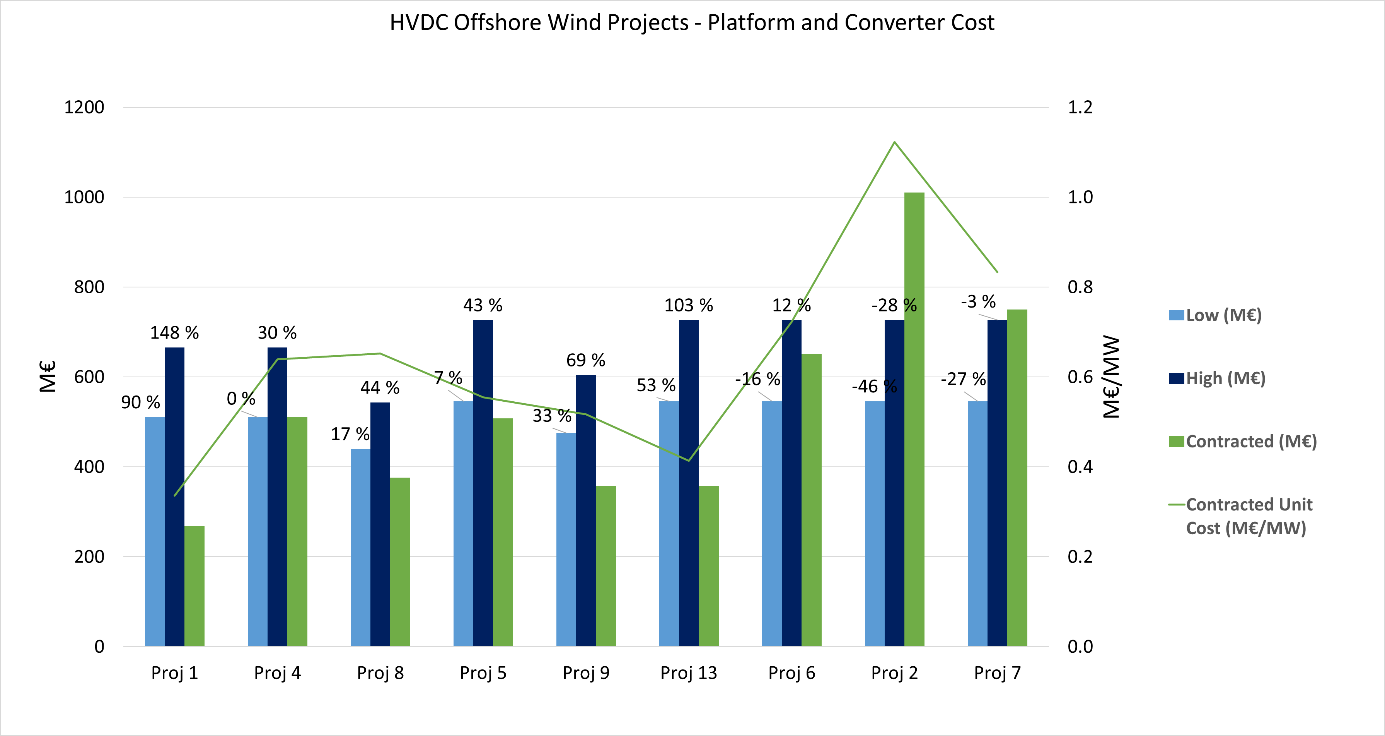 HVDC Offshore Wind Projects - Platform and Converter Cost
1200
1000
800
600
400
200
0
M€
1.2
1.0
0.8
0.6
0.4
0.2
0.0
M€/MW
90 %
148 %
0 %
30 %
17 %
44 %
7 %
43 %
33 %
69 %
53 %
103 %
-16 %
12 %
-46 %
-28 %
-27 %
-3 %
Proj 1
Proj 4
Proj 8
Proj 5
Proj 9
Proj 13
Proj 6
Proj 2
Proj 7
Low (M€)
High (M€)
Contracted (M€)
Contracted Unit
Cost (M€/MW)